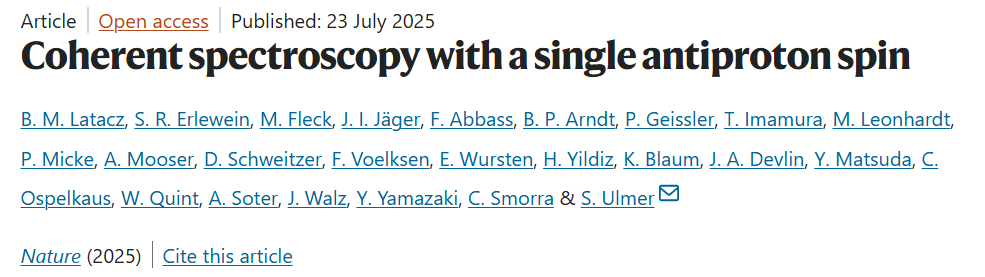 Article Open access Published: 23 July 2025
Coherent spectroscopy with a single antiproton spin
B. M. Latacz, S. R. Erlewein, M. Fleck, J. I. Jäger, F. Abbass, B. P. Arndt, P. Geissler, T. Imamura, M. Leonhardt,
P. Micke, A. Mooser, D. Schweitzer, F. Voelksen, E. Wursten, H. Yildiz, K. Blaum, J. A. Devlin, Y. Matsuda, C.
Ospelkaus, W. Quint, A. Soter, J. Walz, Y. Yamazaki, C. Smorra & S. Ulmer
Nature (2025) Cite this article